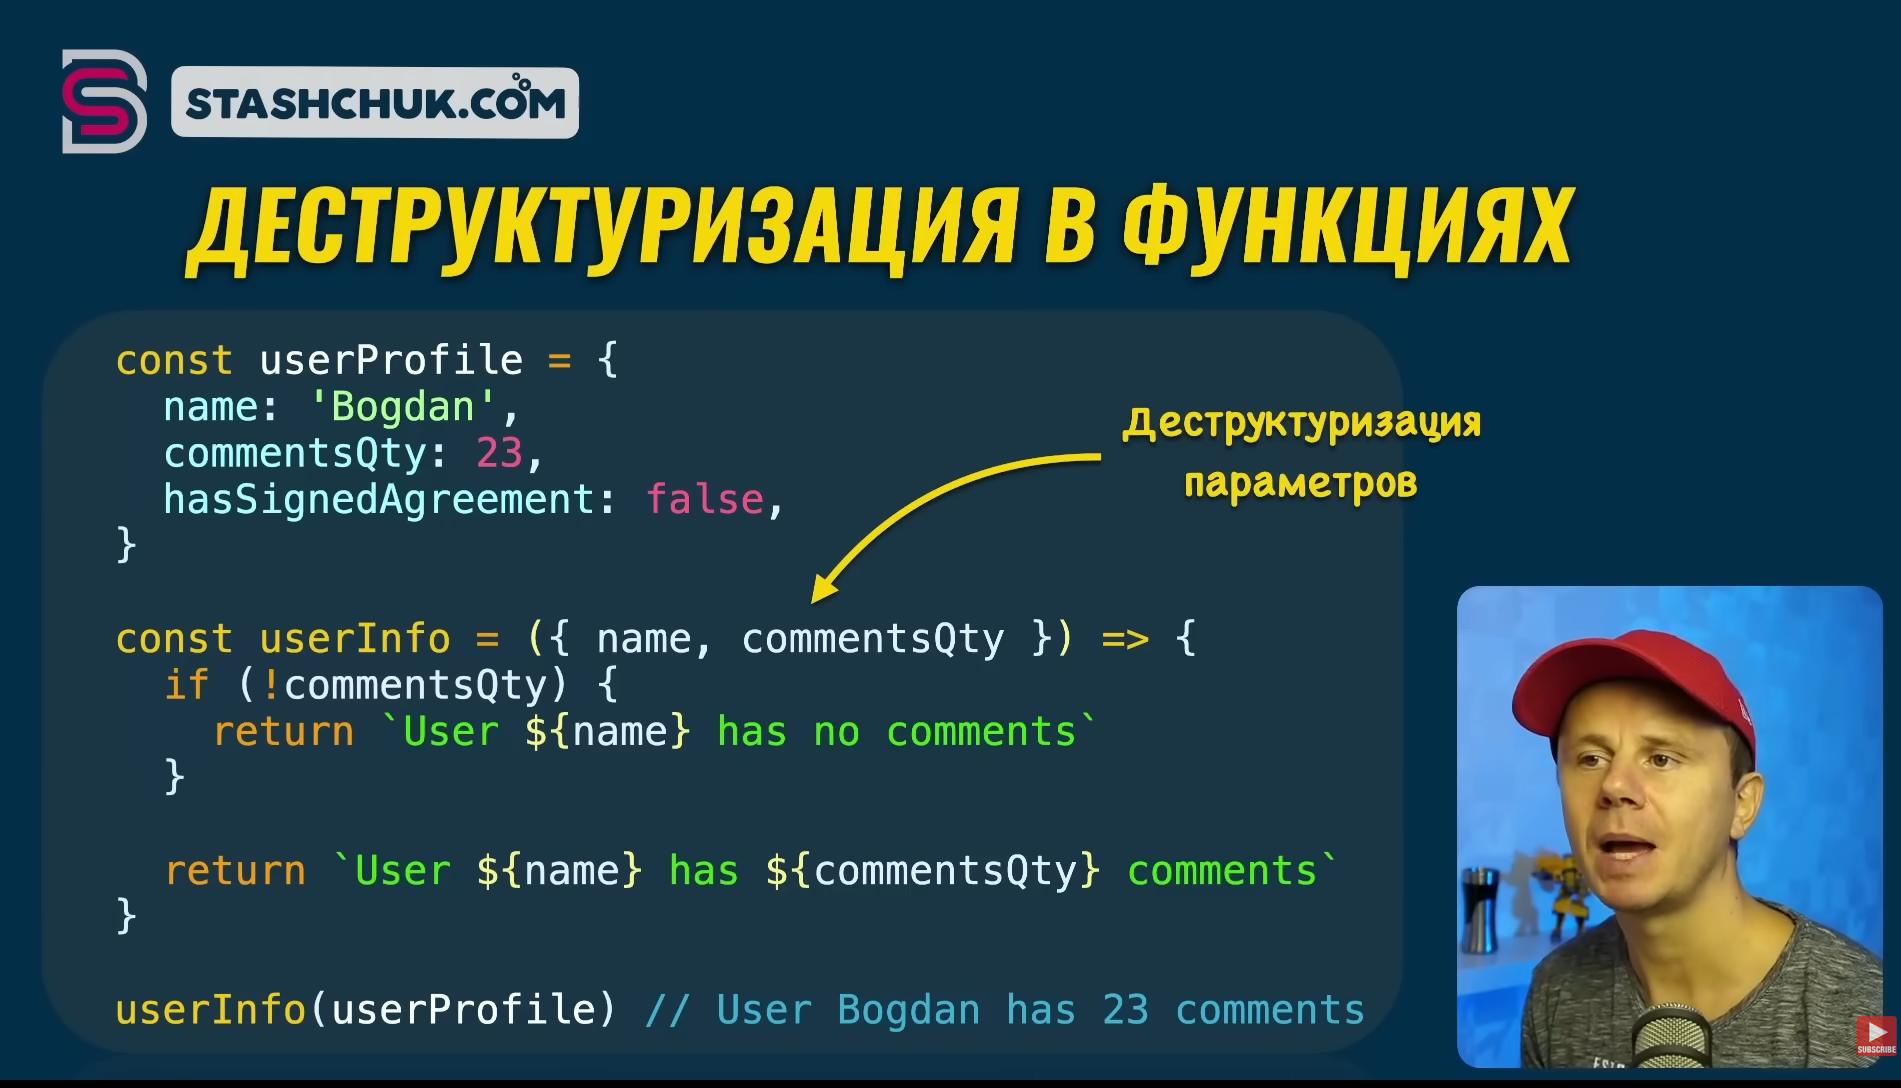 STASHCHUK.COM
ДЕСТРУКТУРИЗАЦИЯ В ФУНКЦИЯХ
const userProfile = {
  name: 'Bogdan',
  commentsQty: 23,
  hasSignedAgreement: false,
}
Деструктуризация
параметров
const userInfo = ({ name, commentsQty }) => {
  if (!commentsQty) {
    return `User ${name} has no comments`
  }
  return `User ${name} has ${commentsQty} comments`
}
userInfo(userProfile) // User Bogdan has 23 comments
SUBSCRIBE